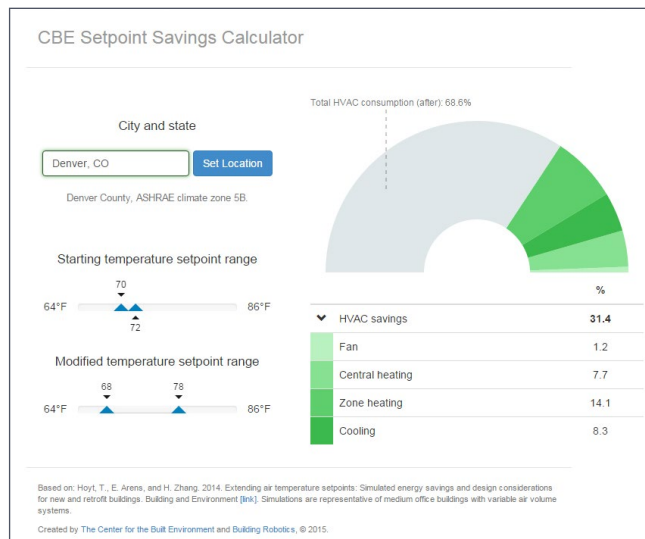 CBE Setpoint Savings Calculator
City and state
Denver, CO
Set Location
Denver County, ASHRAE climate zone 5B.
Starting temperature setpoint range
70
64°F
86°F
72
Modified temperature setpoint range
68
78
64°F
86°F
Total HVAC consumption (after): 68.6%
%
HVAC savings 31.4
Fan 1.2
Central heating 7.7
Zone heating 14.1
Cooling 8.3
Based on: Hoyt, T., E. Arens, and H. Zhang. 2014. Extending air temperature setpoints: Simulated energy savings and design considerations
for new and retrofit buildings. Building and Environment [link]. Simulations are representative of medium office buildings with variable air volume
systems.
Created by The Center for the Built Environment and Building Robotics, © 2015.